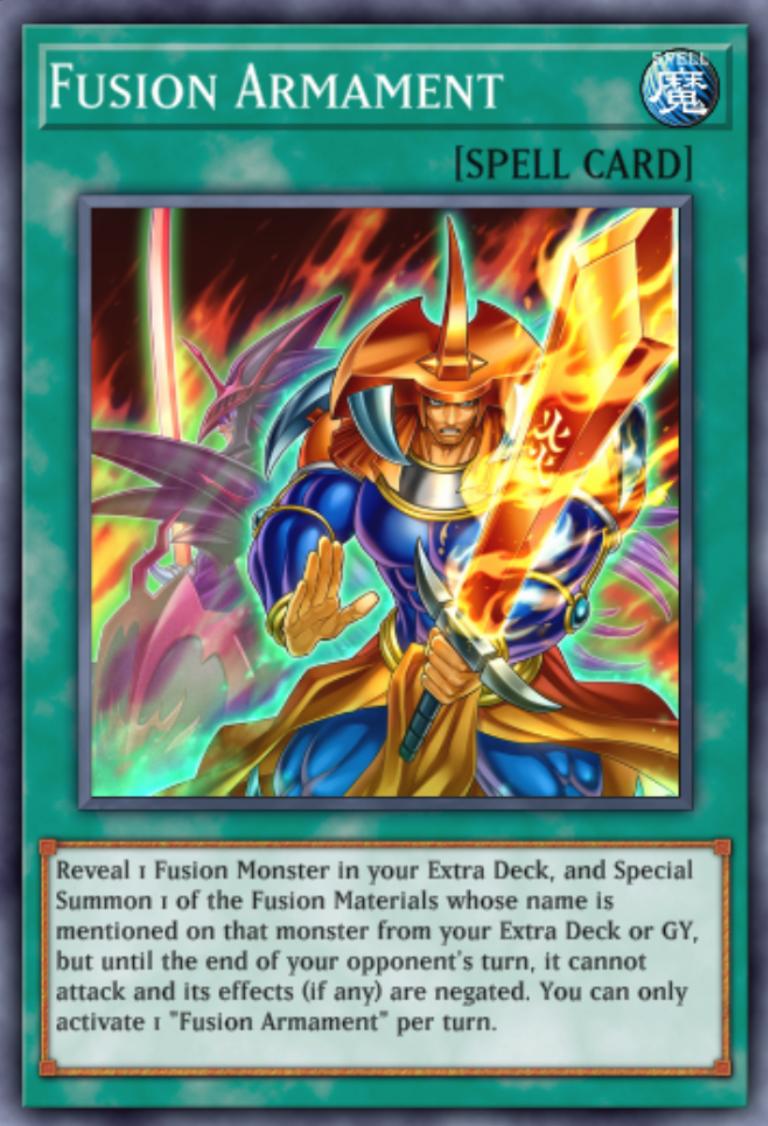 Fusion Armament
SPELL
魔
[SPELL CARD]
炎
Reveal 1 Fusion Monster in your Extra Deck, and Special
Summon 1 of the Fusion Materials whose name is
mentioned on that monster from your Extra Deck or GY,
but until the end of your opponent's turn, it cannot
attack and its effects (if any) are negated. You can only
activate 1 "Fusion Armament" per turn.